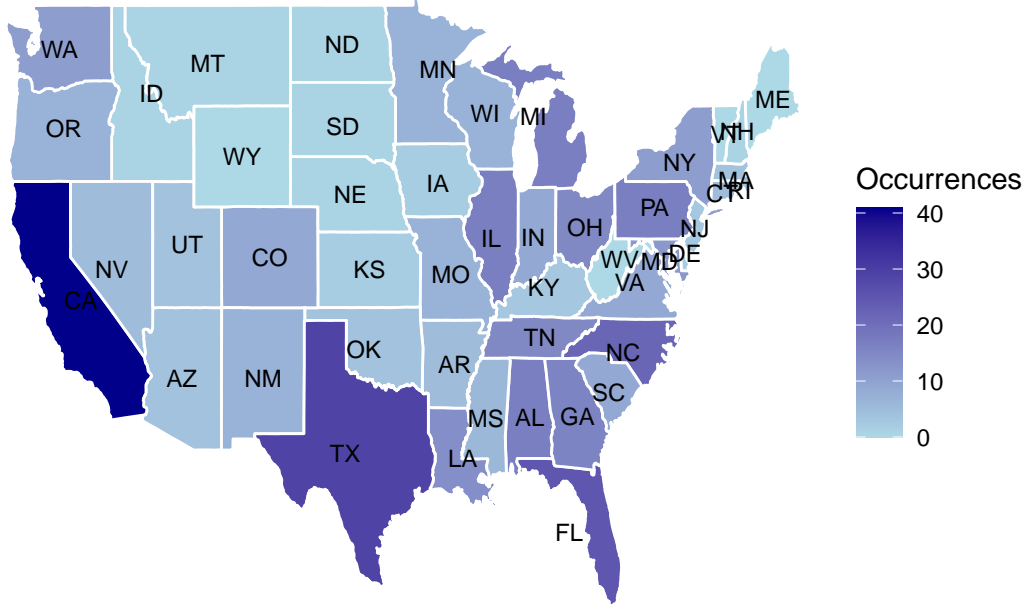 WA
MT
ND
MN
ME
ID
OR
SD
WI
MI
VT
NH
WY
NY
MA
IA
NE
CT
RI
PA
OH
NJ
IL
IN
UT
CO
NV
KS
MO
KY
WV
MD
DE
VA
CA
OK
TN
NC
AZ
NM
AR
SC
MS
AL
GA
TX
LA
FL
Occurrences
40
30
20
10
0